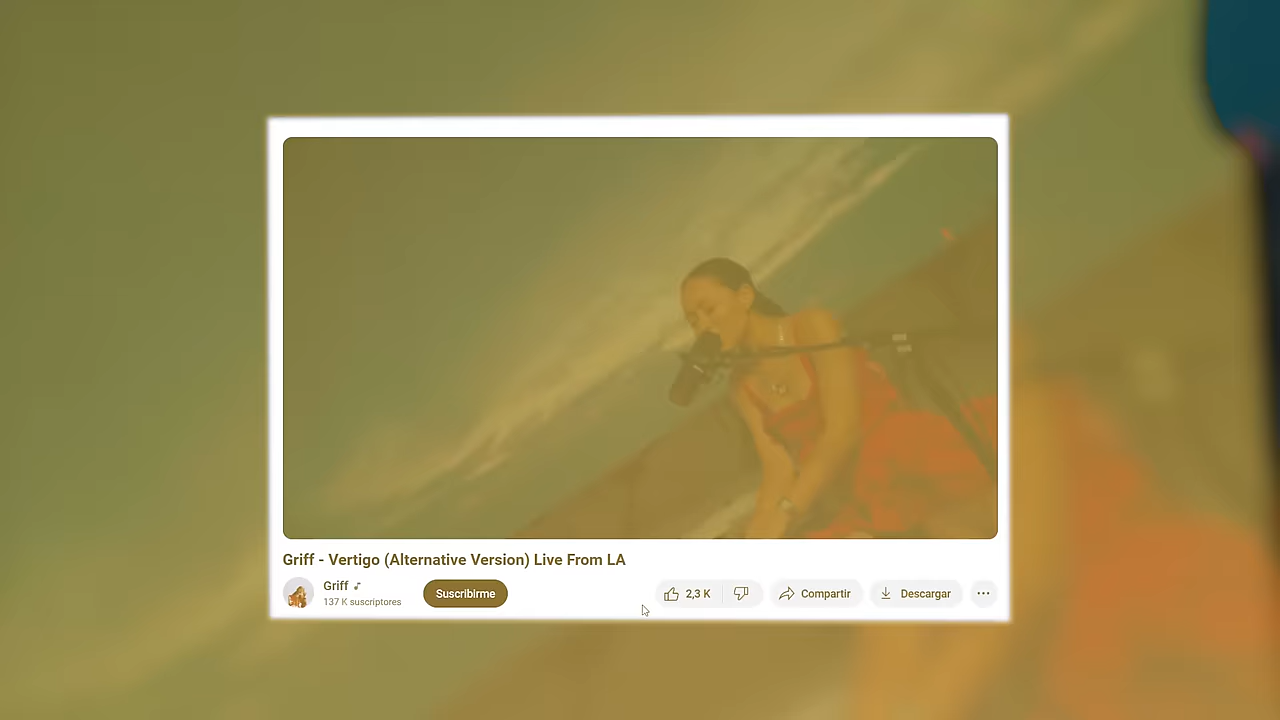 Griff - Vertigo (Alternative Version) Live From LA
Griff
137 K suscriptores
Suscribirme
2,3 K
Compartir
Descargar